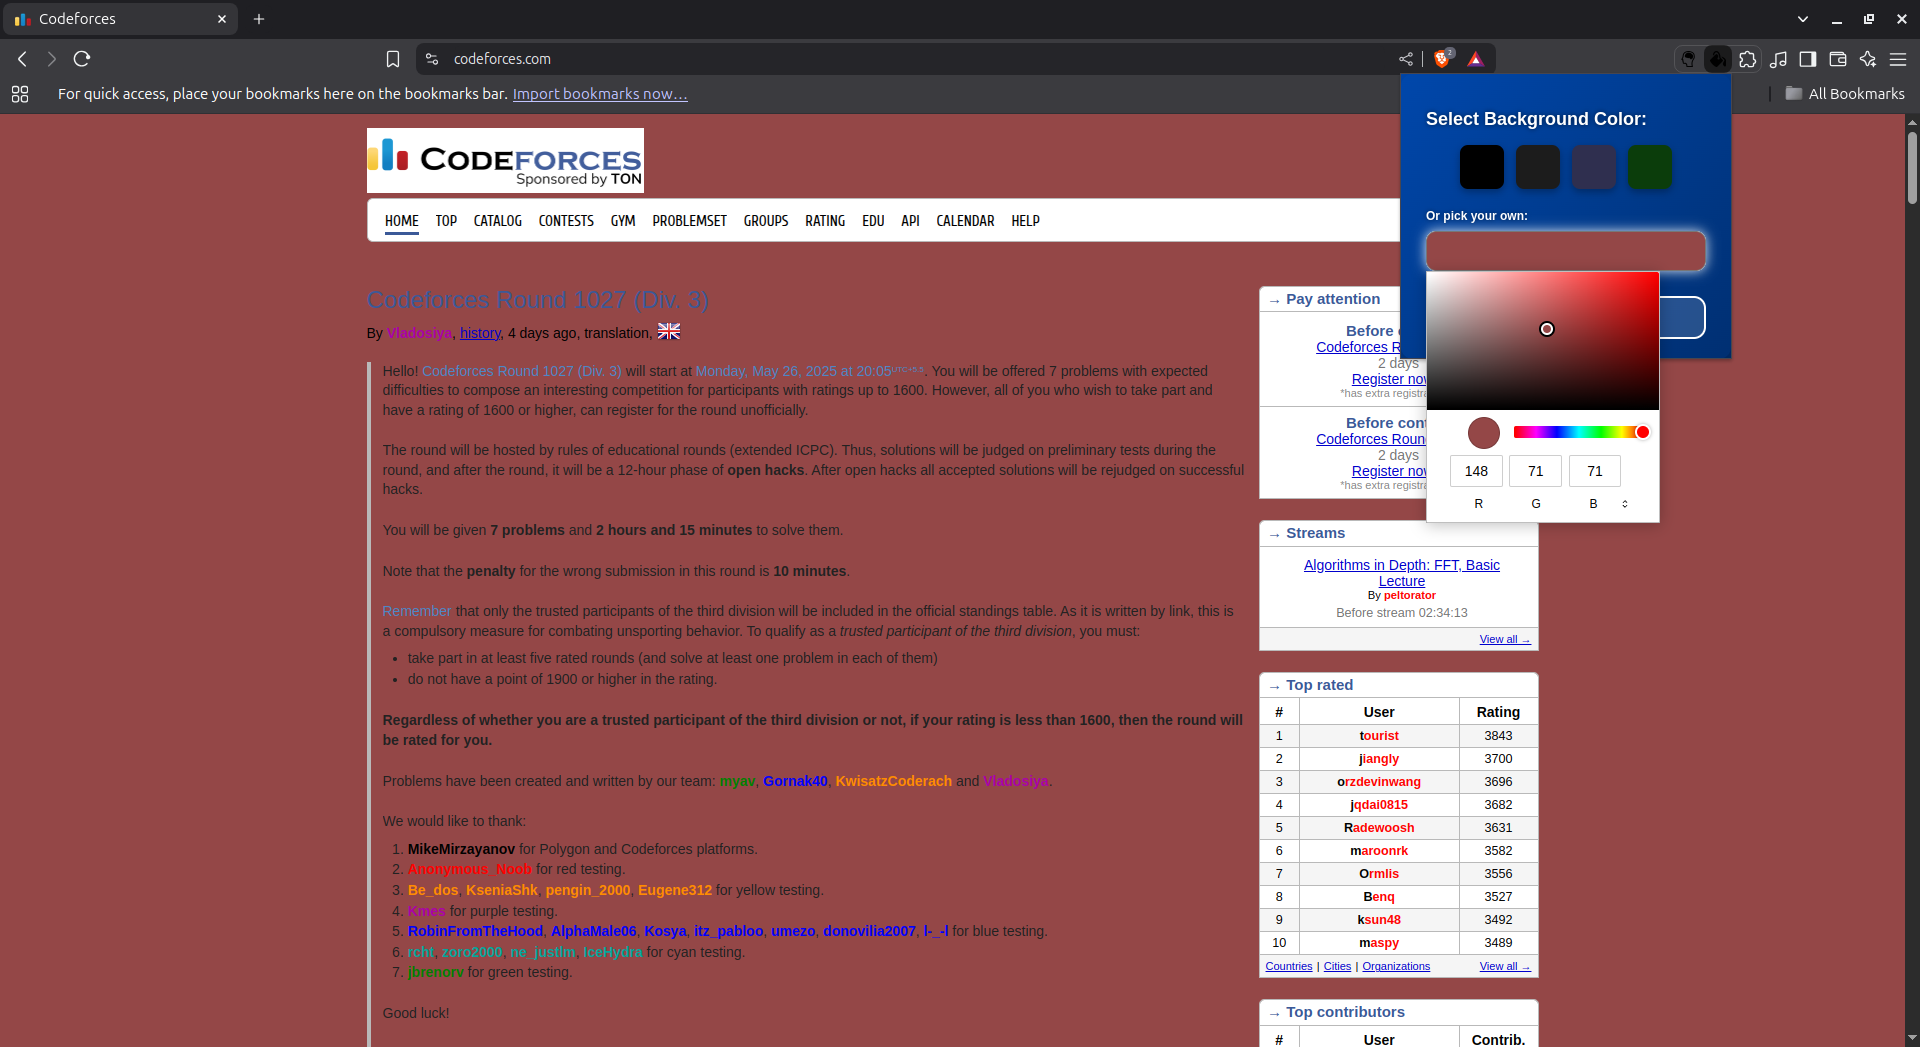 Codeforces
codeforces.com
2
For quick access, place your bookmarks here on the bookmarks bar. Import bookmarks now...
All Bookmarks
CODEFORCES
Sponsored by TON
HOME TOP CATALOG CONTESTS GYM PROBLEMSET GROUPS RATING EDU API CALENDAR HELP
Select Background Color:
Or pick your own:
148 71 71
R G B
Codeforces Round 1027 (Div. 3)
By Vladosiya, history, 4 days ago, translation,
Hello! Codeforces Round 1027 (Div. 3) will start at Monday, May 26, 2025 at 20:05UTC+5.5. You will be offered 7 problems with expected
difficulties to compose an interesting competition for participants with ratings up to 1600. However, all of you who wish to take part and
have a rating of 1600 or higher, can register for the round unofficially.
The round will be hosted by rules of educational rounds (extended ICPC). Thus, solutions will be judged on preliminary tests during the
round, and after the round, it will be a 12-hour phase of open hacks. After open hacks all accepted solutions will be rejudged on successful
hacks.
You will be given 7 problems and 2 hours and 15 minutes to solve them.
Note that the penalty for the wrong submission in this round is 10 minutes.
Remember that only the trusted participants of the third division will be included in the official standings table. As it is written by link, this is
a compulsory measure for combating unsporting behavior. To qualify as a trusted participant of the third division, you must:
• take part in at least five rated rounds (and solve at least one problem in each of them)
• do not have a point of 1900 or higher in the rating.
Regardless of whether you are a trusted participant of the third division or not, if your rating is less than 1600, then the round will
be rated for you.
Problems have been created and written by our team: myav, Gornak40, KwisatzCoderach and Vladosiya.
We would like to thank:
1. MikeMirzayanov for Polygon and Codeforces platforms.
2. Anonymous_Noob for red testing.
3. Be_dos, KseniaShk, pengin_2000, Eugene312 for yellow testing.
4. Kmes for purple testing.
5. RobinFromTheHood, AlphaMale06, Kosya, itz_pabloo, umezo, donovilia2007, l-_-l for blue testing.
6. rcht, zoro2000, ne_justlm, IceHydra for cyan testing.
7. jbrenorv for green testing.
Good luck!
→ Pay attention
Before
Codeforces R
2 days
Register now
*has extra registra
Before con
Codeforces Roun
2 days
Register now
*has extra registra
→ Streams
Algorithms in Depth: FFT, Basic
Lecture
By peltorator
Before stream 02:34:13
View all →
→ Top rated
# User Rating
1 tourist 3843
2 jiangly 3700
3 orzdevinwang 3696
4 jqdai0815 3682
5 Radewoosh 3631
6 maroonrk 3582
7 Ormlis 3556
8 Benq 3527
9 ksun48 3492
10 maspy 3489
Countries | Cities | Organizations View all →
→ Top contributors
# User Contrib.